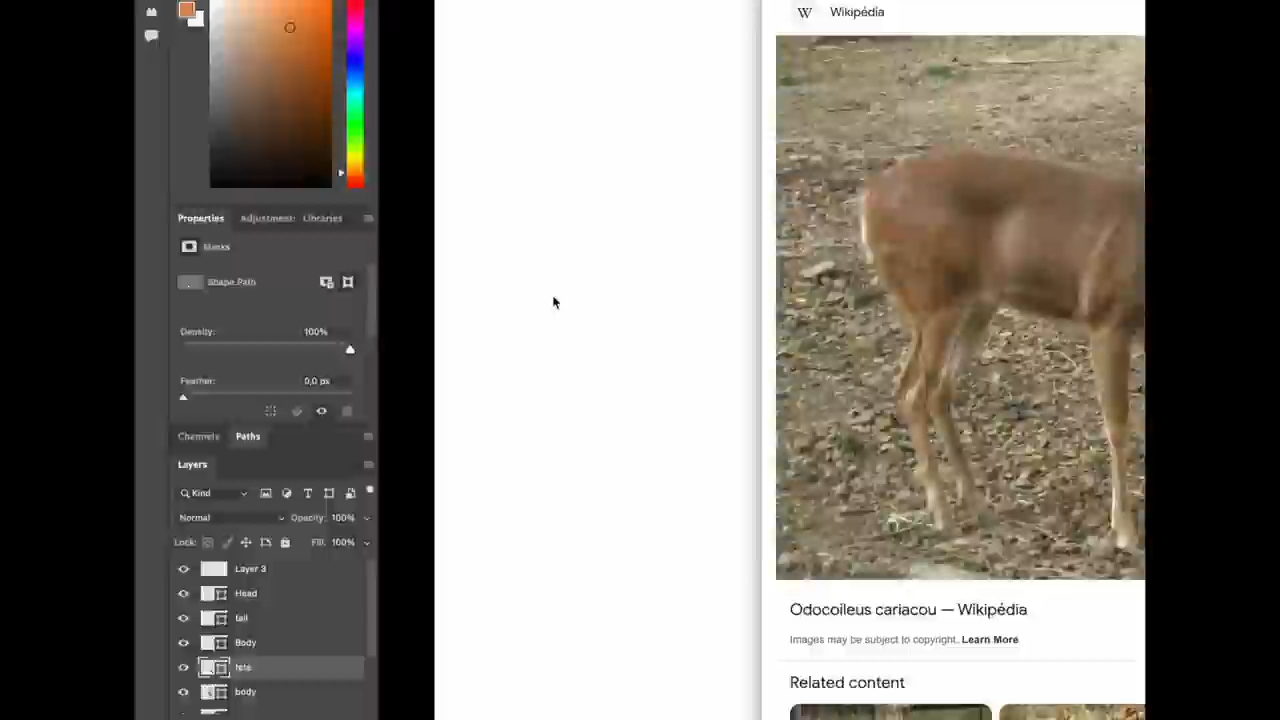 W Wikipédia
Properties Adjustment: Libraries
Masks
Shape Path
Density: 100%
Feather: 0,0 px
Channels Paths
Layers
Kind
Normal Opacity: 100%
Lock: Fill: 100%
Layer 3
Head
tail
Body
tete
body
Odocoileus cariacou — Wikipédia
Images may be subject to copyright. Learn More
Related content